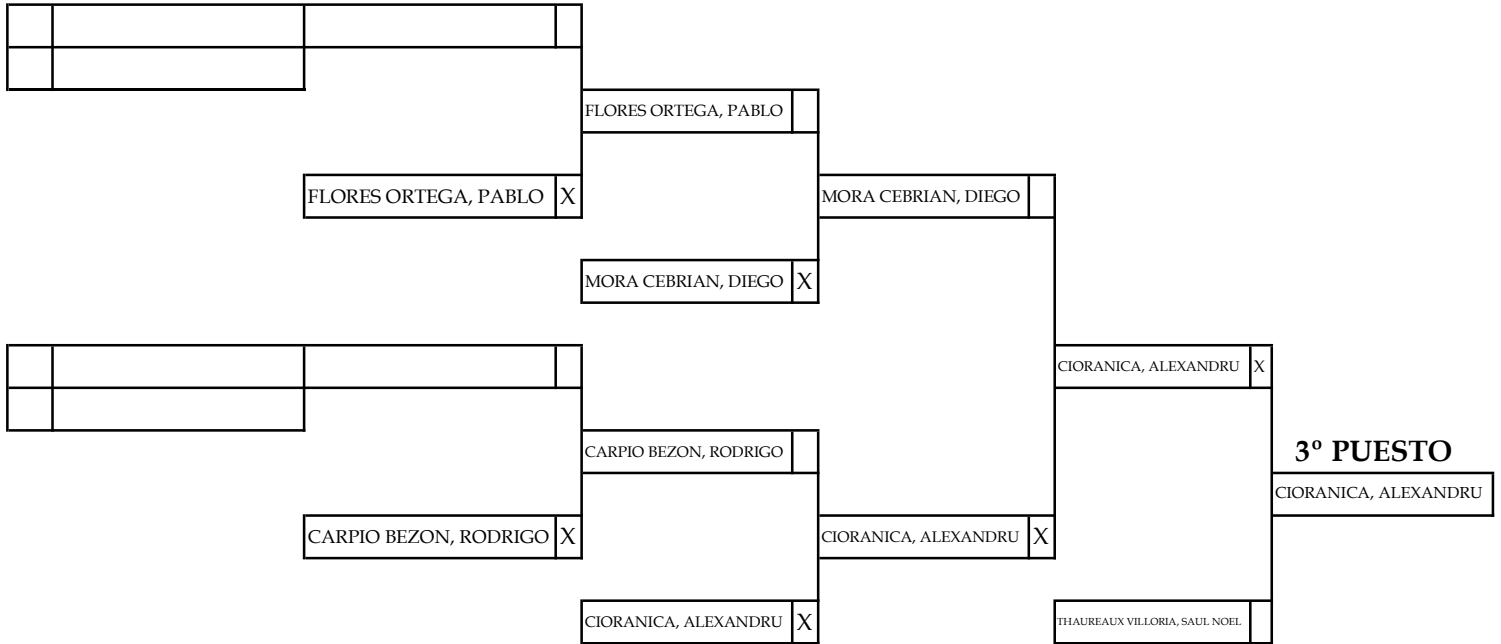 FLORES ORTEGA, PABLO
FLORES ORTEGA, PABLO X
MORA CEBRIAN, DIEGO
MORA CEBRIAN, DIEGO X
CIORANICA, ALEXANDRU X
CARPIO BEZON, RODRIGO
3º PUESTO
CIORANICA, ALEXANDRU
CARPIO BEZON, RODRIGO X
CIORANICA, ALEXANDRU X
CIORANICA, ALEXANDRU X
THAUREAUX VILLORIA, SAUL NOEL